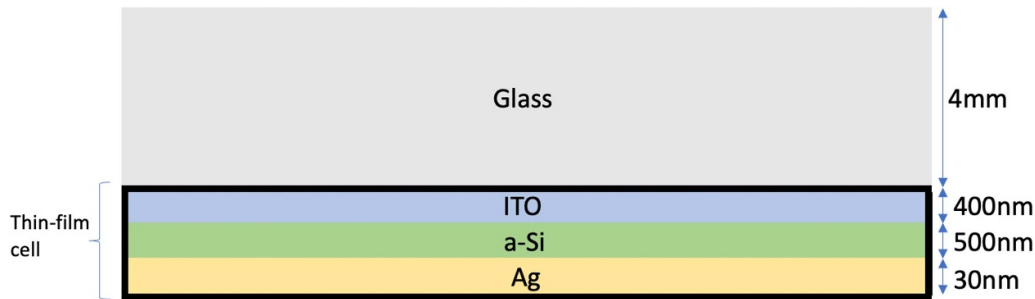 Glass
4mm
ITO
400nm
Thin-film
cell
a-Si
500nm
Ag
30nm